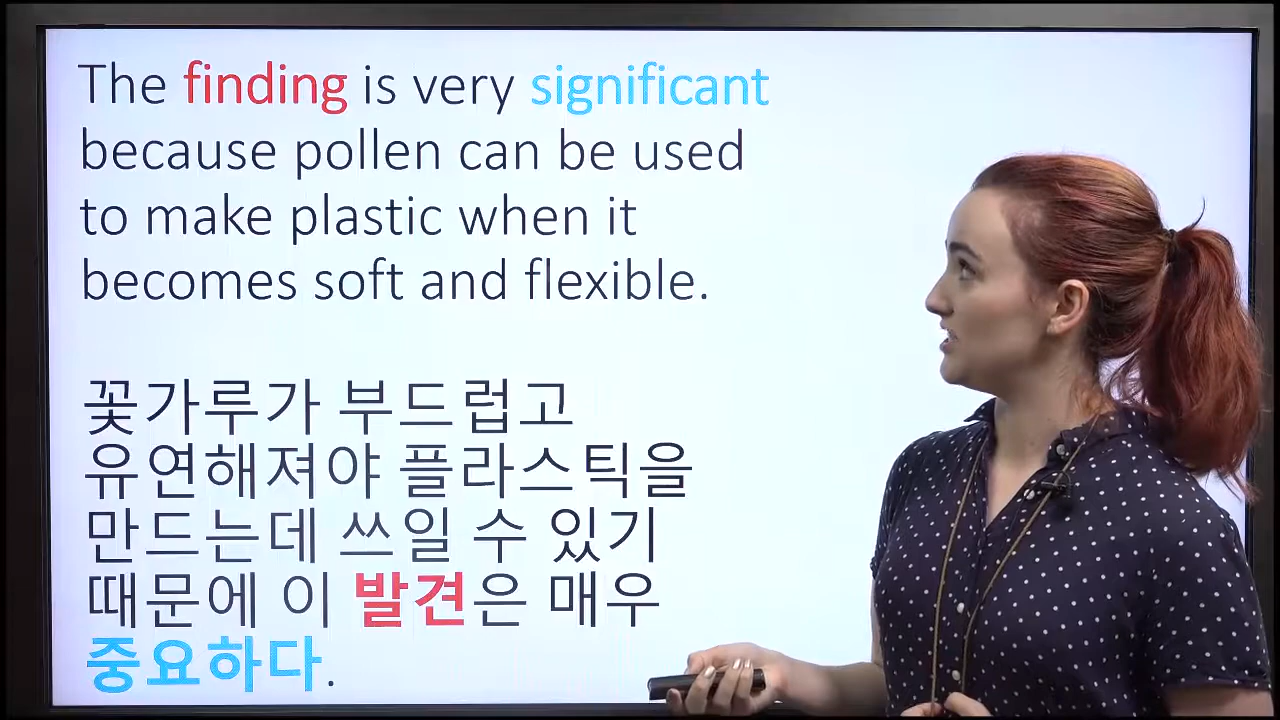 The finding is very significant
because pollen can be used
to make plastic when it
becomes soft and flexible.
꽃가루가 부드럽고
유연해져야 플라스틱을
만드는데 쓰일 수 있기
때문에 이 발견은 매우
중요하다.